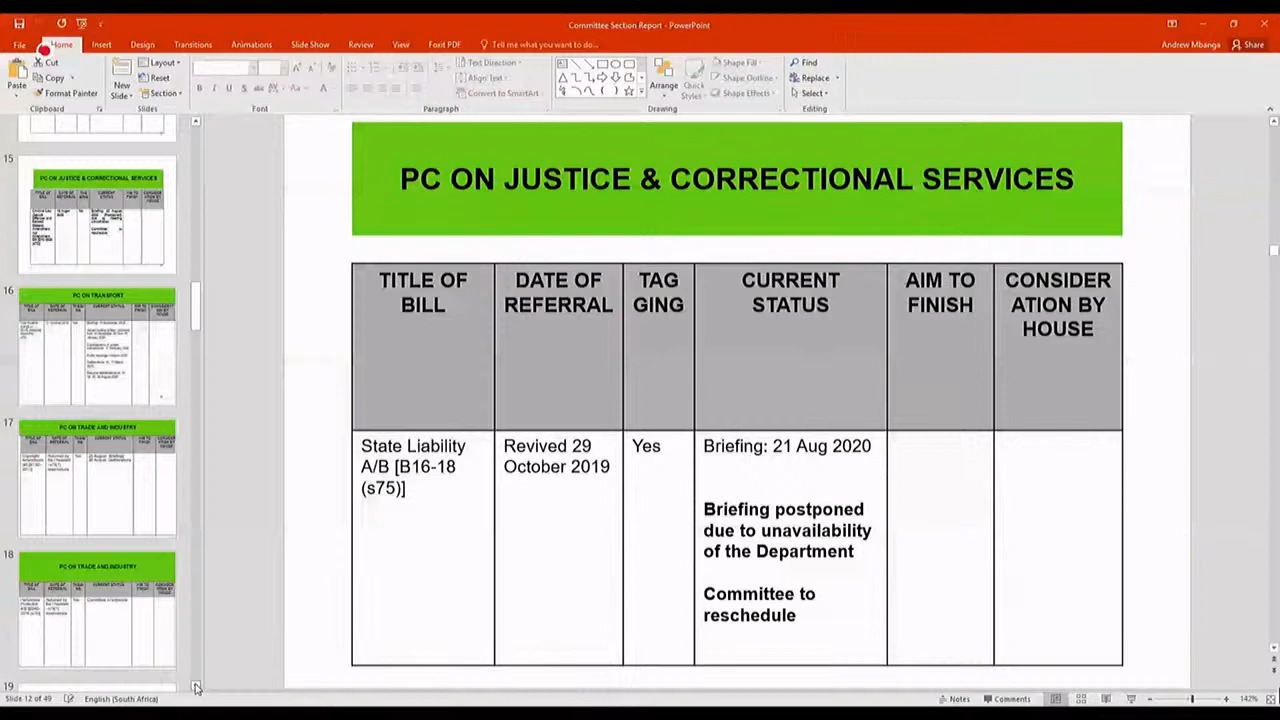 Committee Section Report - PowerPoint
File Home Insert Design Transitions Animations Slide Show Review View Foxit PDF Tell me what you want to do... Andrew Mbanga Share
Paste
Cut
Copy
Format Painter
Clipboard
New
Slide
Layout
Reset
Section
Slides
Font
Text Direction
Align Text
Convert to SmartArt
Paragraph
Arrange
Quick
Styles
Shape Fill
Shape Outline
Shape Effects
Drawing
Find
Replace
Select
Editing
15
PC ON JUSTICE & CORRECTIONAL SERVICES
16
PC ON TRANSPORT
17
PC ON TRADE AND INDUSTRY
18
PC ON TRADE AND INDUSTRY
19
PC ON JUSTICE & CORRECTIONAL SERVICES
TITLE OF
BILL
DATE OF
REFERRAL
TAG
GING
CURRENT
STATUS
AIM TO
FINISH
CONSIDER
ATION BY
HOUSE
State Liability
A/B [B16-18
(s75)]
Revived 29
October 2019
Yes
Briefing: 21 Aug 2020
Briefing postponed
due to unavailability
of the Department
Committee to
reschedule
Slide 12 of 49 English (South Africa) Notes Comments 142%